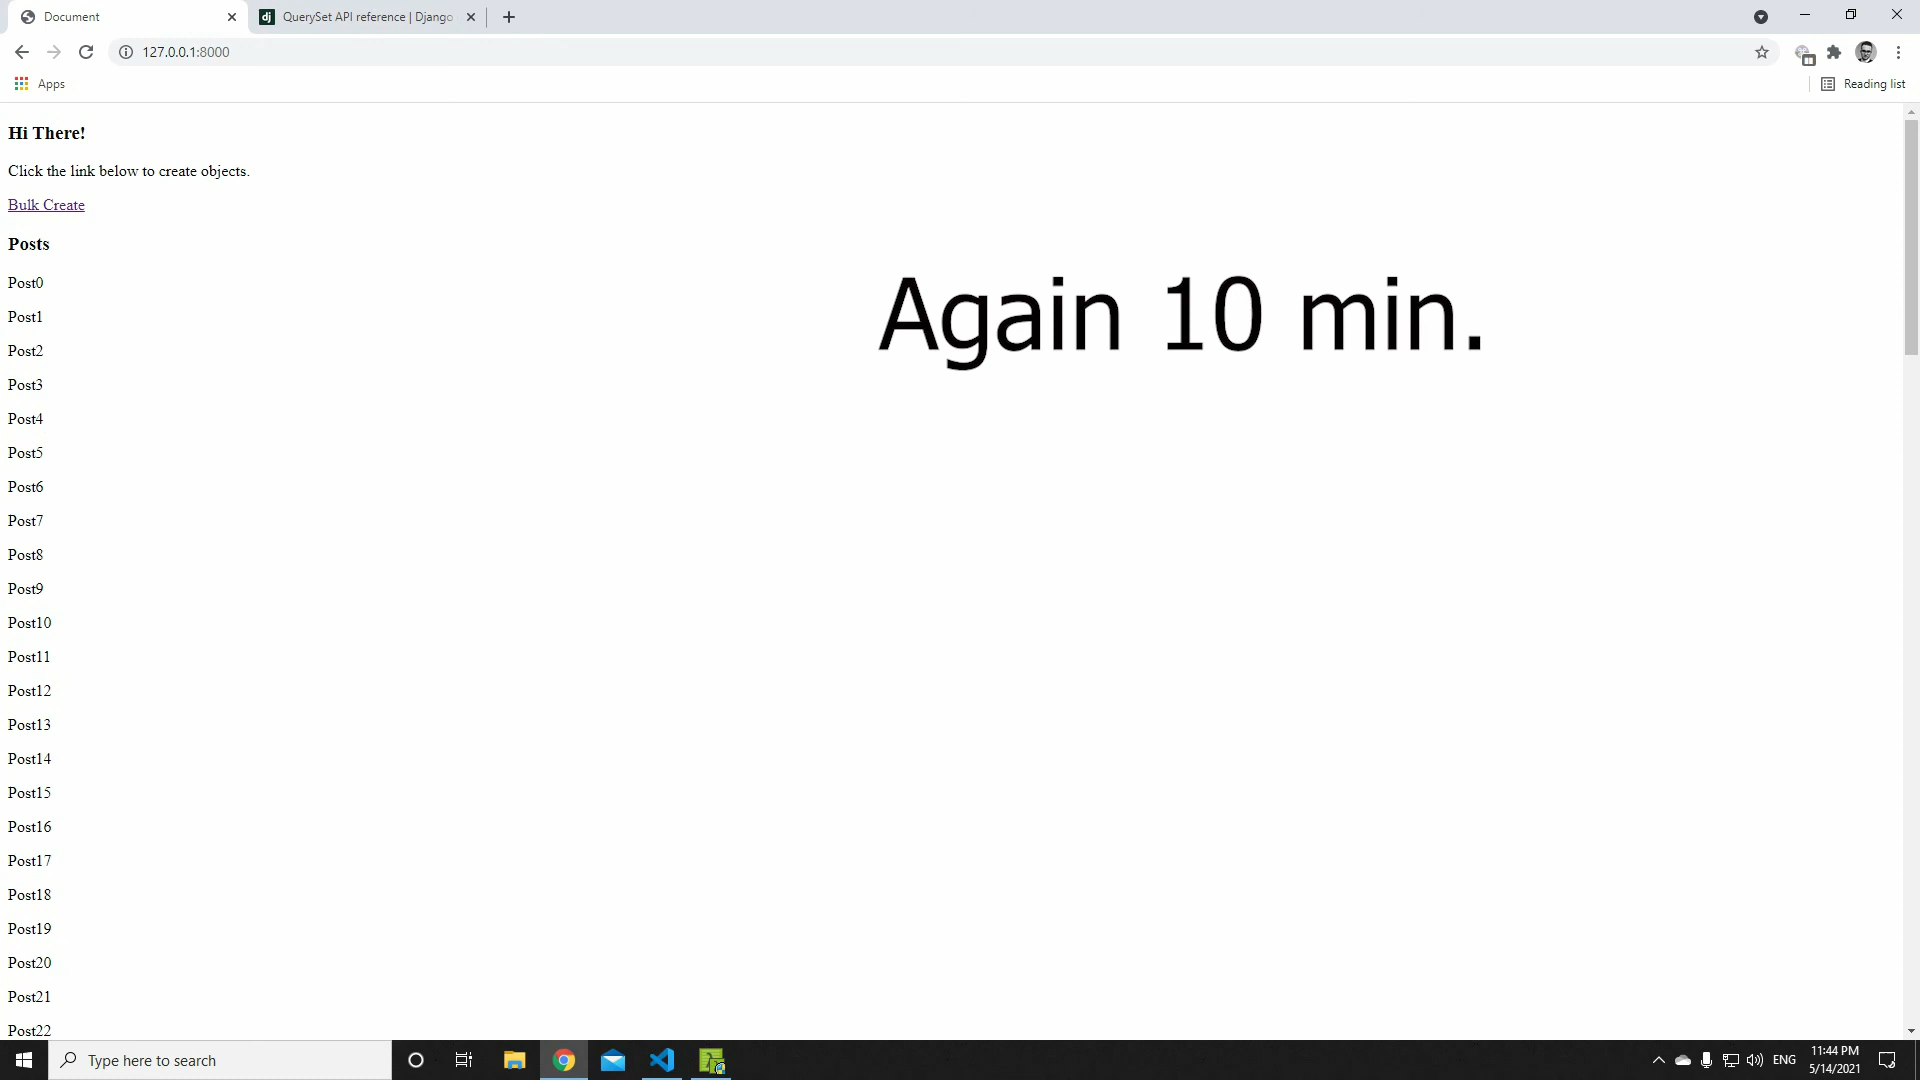 Document
QuerySet API reference | Django
127.0.0.1:8000
Apps
Reading list
Hi There!
Click the link below to create objects.
Bulk Create
Posts
Again 10 min.
Post0
Post1
Post2
Post3
Post4
Post5
Post6
Post7
Post8
Post9
Post10
Post11
Post12
Post13
Post14
Post15
Post16
Post17
Post18
Post19
Post20
Post21
Post22
Type here to search
ENG
11:44 PM
5/14/2021